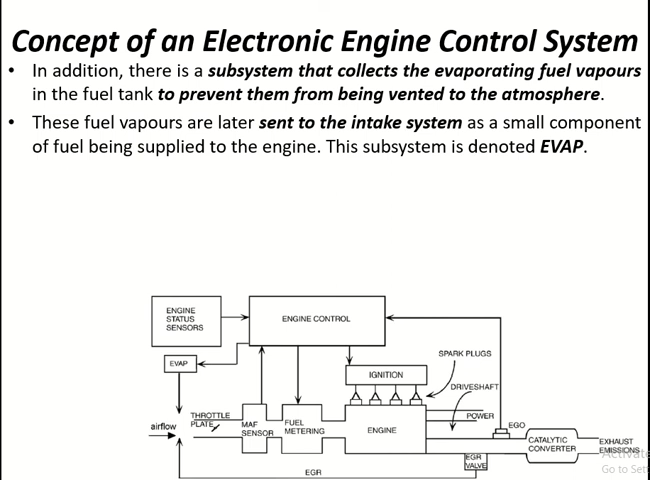 Concept of an Electronic Engine Control System
• In addition, there is a subsystem that collects the evaporating fuel vapours
in the fuel tank to prevent them from being vented to the atmosphere.
• These fuel vapours are later sent to the intake system as a small component
of fuel being supplied to the engine. This subsystem is denoted EVAP.
ENGINE
STATUS
SENSORS
ENGINE CONTROL
EVAP
IGNITION
SPARK PLUGS
DRIVESHAFT
airflow
THROTTLE
PLATE
MAF
SENSOR
FUEL
METERING
ENGINE
POWER
EGO
CATALYTIC
CONVERTER
EXHAUST
EMISSIONS
EGR
VALVE
EGR
Activate
Go to Set